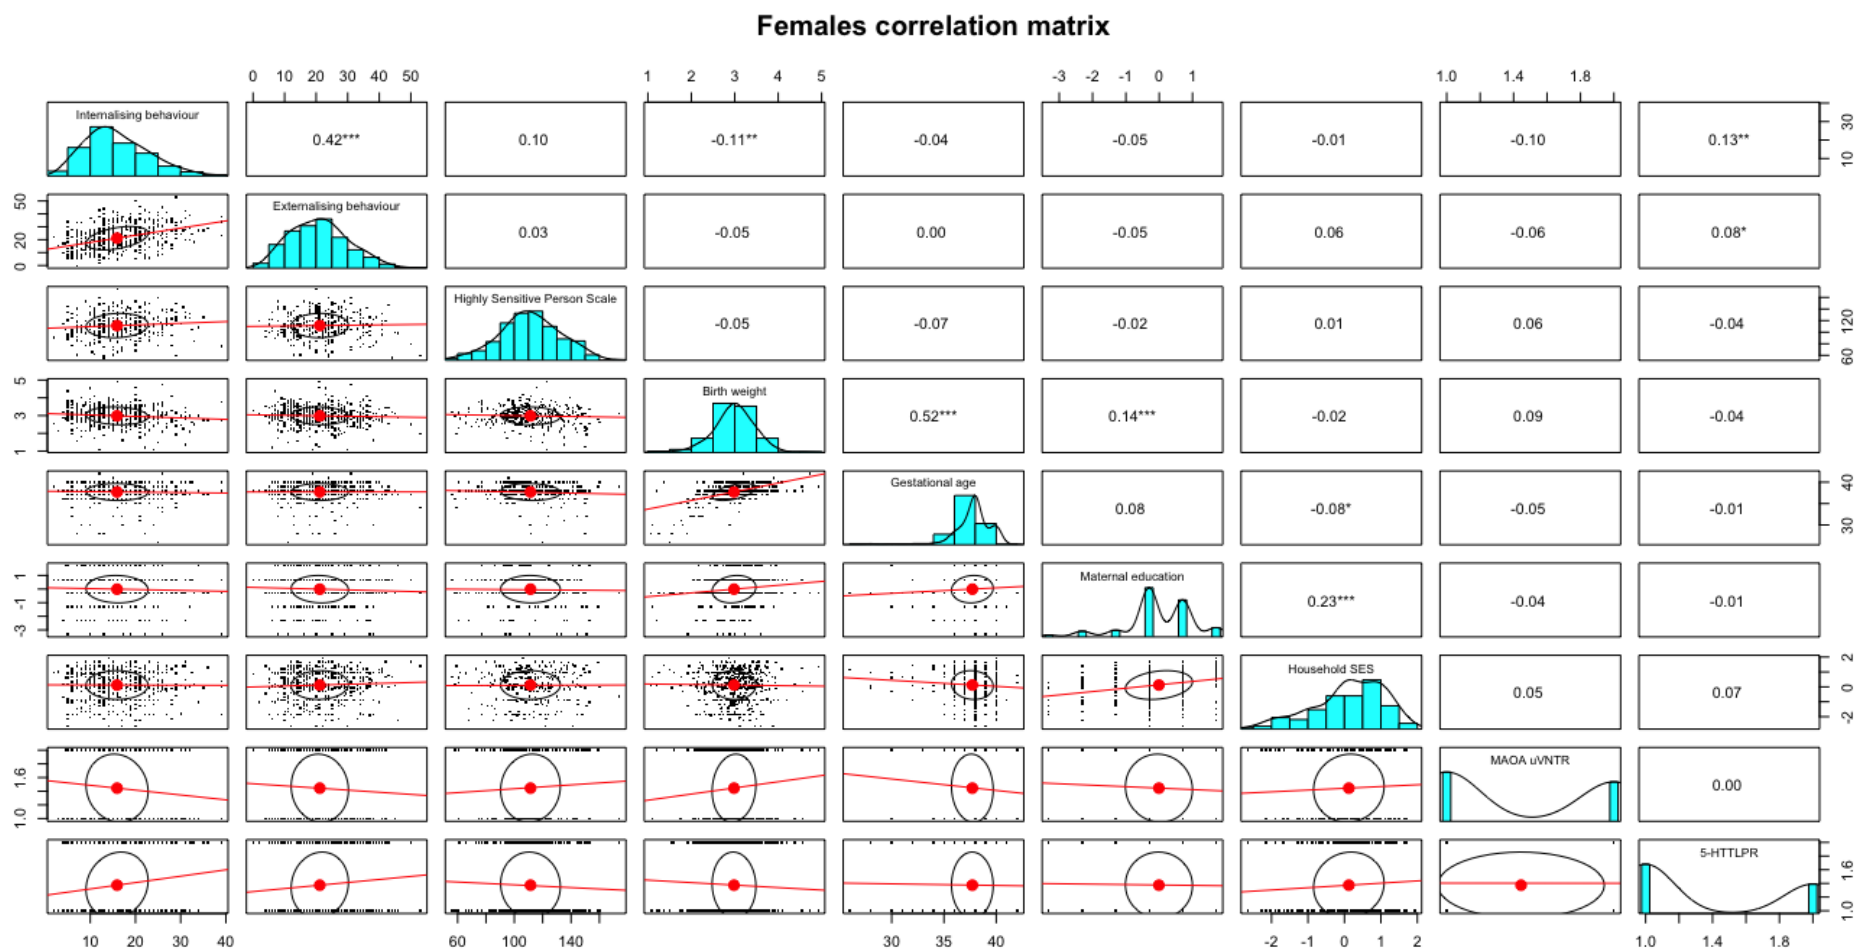 Females correlation matrix
0 10 20 30 40 50
1 2 3 4 5
-3 -2 -1 0 1
1.0 1.4 1.8
Internalising behaviour
0.42*** 0.10 -0.11** -0.04 -0.05 -0.01 -0.10 0.13**
10 30
0 20 50
Externalising behaviour
0.03 -0.05 0.00 -0.05 0.06 -0.06 0.08*
Highly Sensitive Person Scale
-0.05 -0.07 -0.02 0.01 0.06 -0.04
60 120
1 3 5
Birth weight
0.52*** 0.14*** -0.02 0.09 -0.04
Gestational age
0.08 -0.08* -0.05 -0.01
30 40
-3 -1 1
Maternal education
0.23*** -0.04 -0.01
Household SES
0.05 0.07
-2 0 2
1.0 1.6
MAOA uVNTR
0.00
5-HTTLPR
1.0 1.6
10 20 30 40
60 100 140
30 35 40
-2 -1 0 1 2
1.0 1.4 1.8